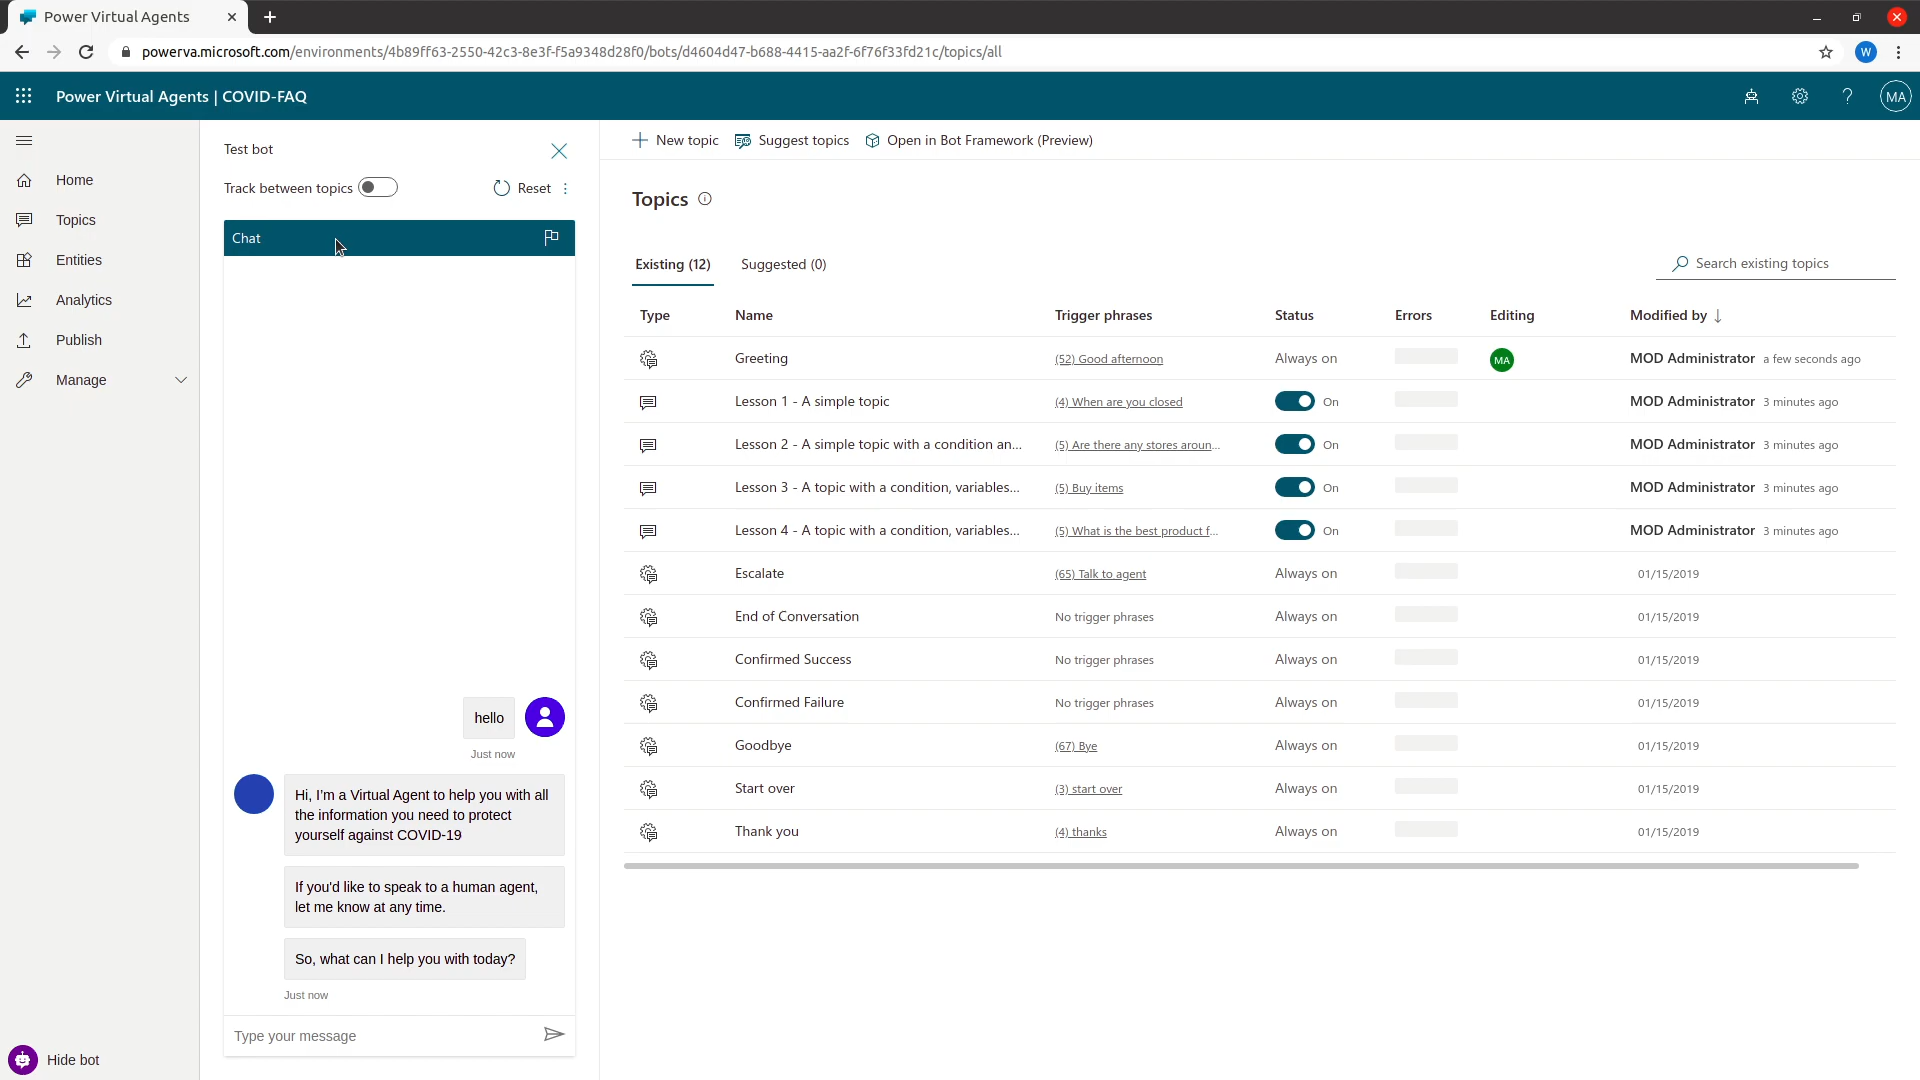 Power Virtual Agents
powerva.microsoft.com/environments/4b89ff63-2550-42c3-8e3f-f5a9348d28f0/bots/d4604d47-b688-4415-aa2f-6f76f33fd21c/topics/all
W
Power Virtual Agents | COVID-FAQ
MA
Home
Topics
Entities
Analytics
Publish
Manage
Hide bot
Test bot
Track between topics
Reset
Chat
hello
Just now
Hi, I'm a Virtual Agent to help you with all
the information you need to protect
yourself against COVID-19
If you'd like to speak to a human agent,
let me know at any time.
So, what can I help you with today?
Just now
Type your message
New topic Suggest topics Open in Bot Framework (Preview)
Topics
Existing (12) Suggested (0)
Search existing topics
Type Name Trigger phrases Status Errors Editing Modified by
Greeting (52) Good afternoon Always on MA MOD Administrator a few seconds ago
Lesson 1 - A simple topic (4) When are you closed On MOD Administrator 3 minutes ago
Lesson 2 - A simple topic with a condition an... (5) Are there any stores aroun... On MOD Administrator 3 minutes ago
Lesson 3 - A topic with a condition, variables... (5) Buy items On MOD Administrator 3 minutes ago
Lesson 4 - A topic with a condition, variables... (5) What is the best product f... On MOD Administrator 3 minutes ago
Escalate (65) Talk to agent Always on 01/15/2019
End of Conversation No trigger phrases Always on 01/15/2019
Confirmed Success No trigger phrases Always on 01/15/2019
Confirmed Failure No trigger phrases Always on 01/15/2019
Goodbye (67) Bye Always on 01/15/2019
Start over (3) start over Always on 01/15/2019
Thank you (4) thanks Always on 01/15/2019